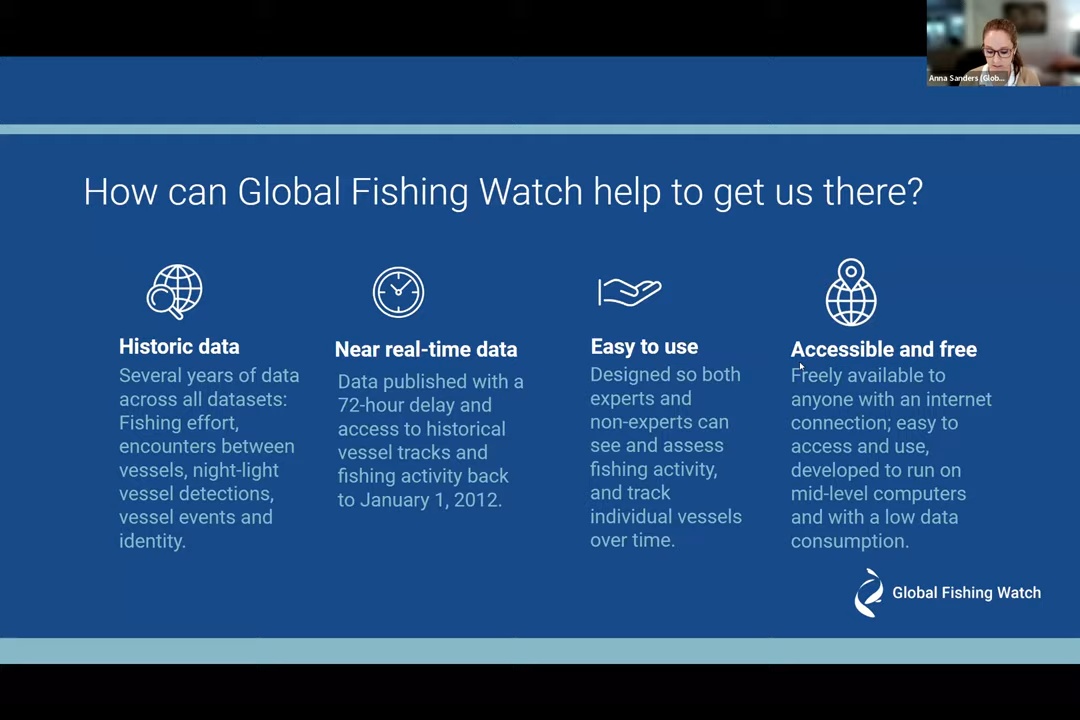 Anna Sanders (Glob...
How can Global Fishing Watch help to get us there?
Historic data
Several years of data
across all datasets:
Fishing effort,
encounters between
vessels, night-light
vessel detections,
vessel events and
identity.
Near real-time data
Data published with a
72-hour delay and
access to historical
vessel tracks and
fishing activity back
to January 1, 2012.
Easy to use
Designed so both
experts and
non-experts can
see and assess
fishing activity,
and track
individual vessels
over time.
Accessible and free
Freely available to
anyone with an internet
connection; easy to
access and use,
developed to run on
mid-level computers
and with a low data
consumption.
Global Fishing Watch